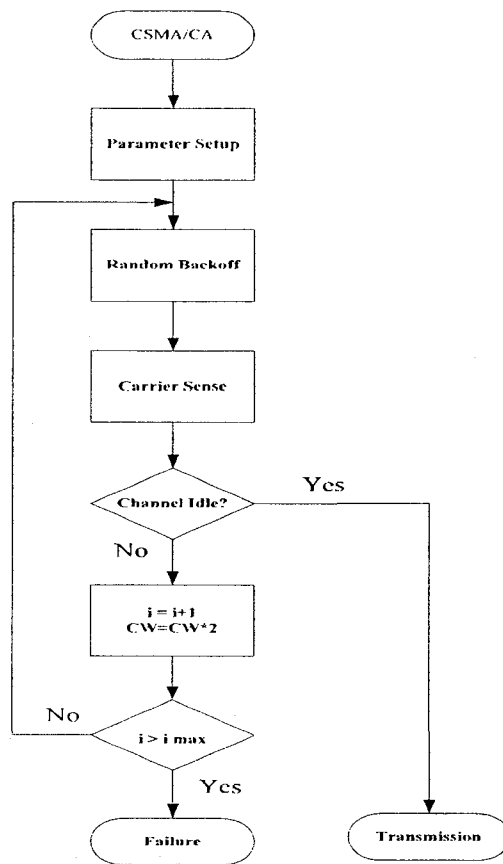 CSMA/CA
Parameter Setup
Random Backoff
Carrier Sense
Channel Idle?
Yes
No
i = i+1
CW=CW*2
No
i > i max
Yes
Failure
Transmission